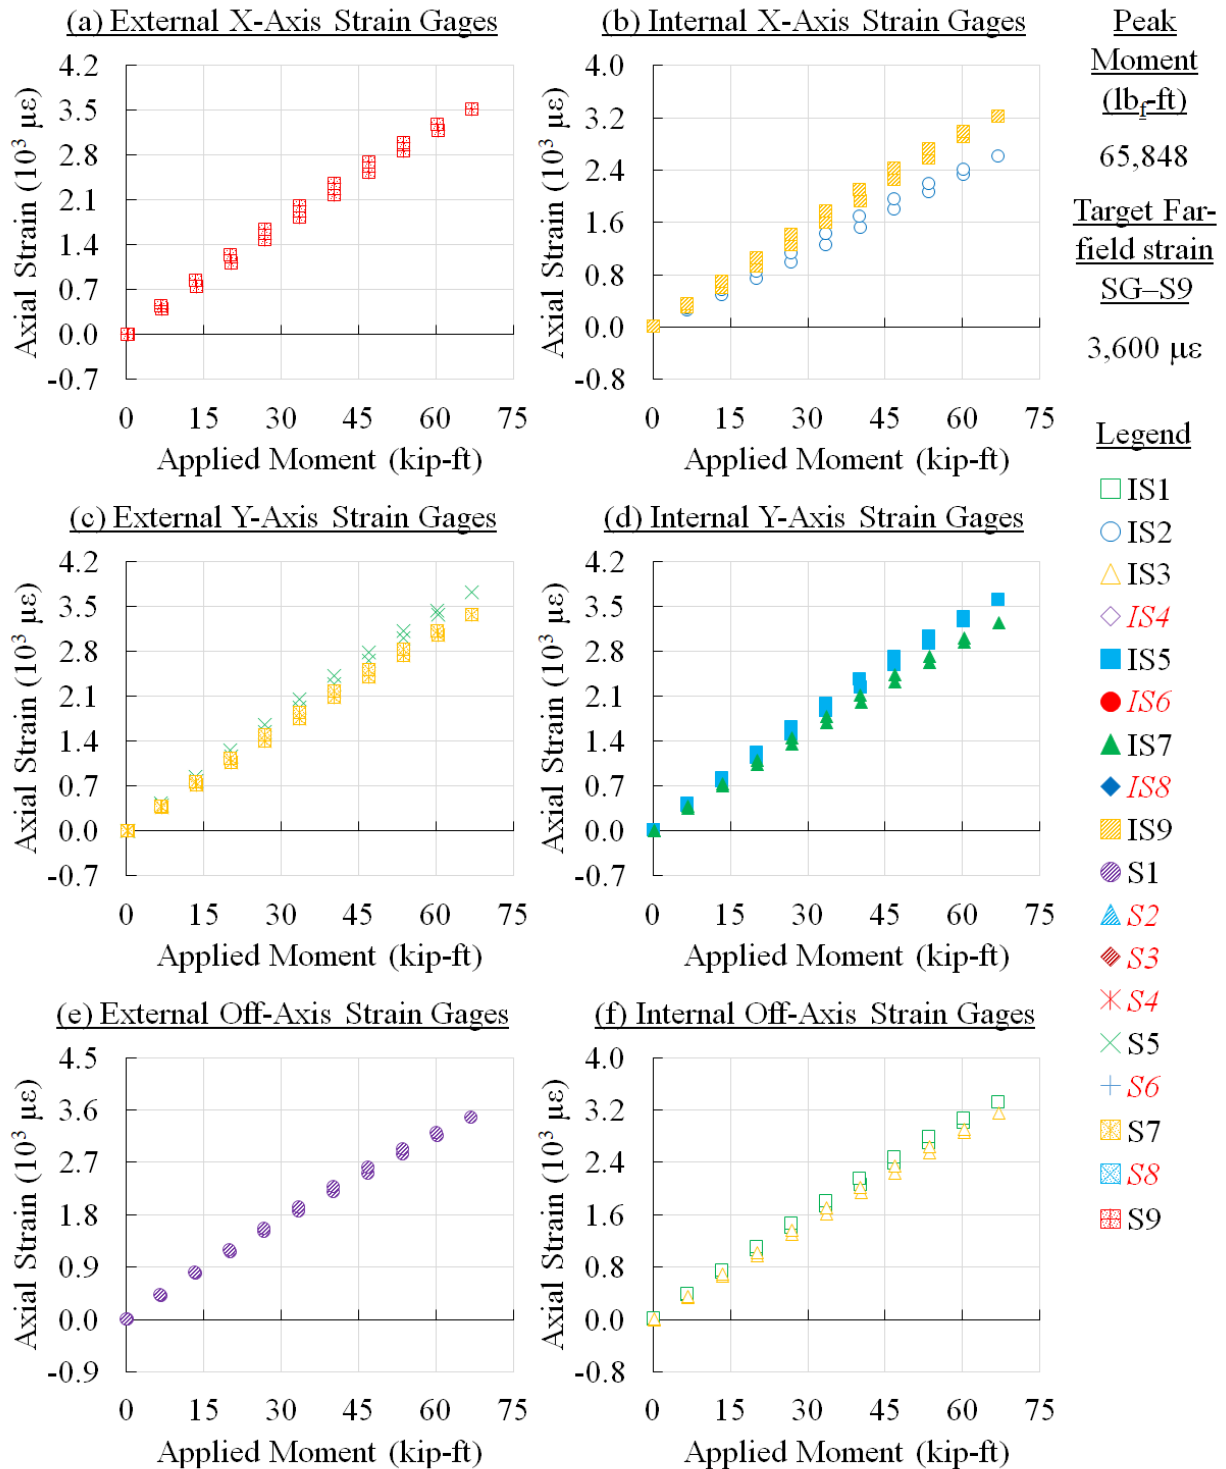 (a) External X-Axis Strain Gages
4.2
3.5
2.8
2.1
1.4
0.7
0.0
-0.7
Axial Strain (10³ με)
0 15 30 45 60 75
Applied Moment (kip-ft)
(b) Internal X-Axis Strain Gages
4.0
3.2
2.4
1.6
0.8
0.0
-0.8
Axial Strain (10³ με)
0 15 30 45 60 75
Applied Moment (kip-ft)
(c) External Y-Axis Strain Gages
4.2
3.5
2.8
2.1
1.4
0.7
0.0
-0.7
Axial Strain (10³ με)
0 15 30 45 60 75
Applied Moment (kip-ft)
(d) Internal Y-Axis Strain Gages
4.2
3.5
2.8
2.1
1.4
0.7
0.0
-0.7
Axial Strain (10³ με)
0 15 30 45 60 75
Applied Moment (kip-ft)
(e) External Off-Axis Strain Gages
4.5
3.6
2.7
1.8
0.9
0.0
-0.9
Axial Strain (10³ με)
0 15 30 45 60 75
Applied Moment (kip-ft)
(f) Internal Off-Axis Strain Gages
4.0
3.2
2.4
1.6
0.8
0.0
-0.8
Axial Strain (10³ με)
0 15 30 45 60 75
Applied Moment (kip-ft)
Peak
Moment
(lbf-ft)
65,848
Target Far-
field strain
SG–S9
3,600 με
Legend
IS1
IS2
IS3
IS4
IS5
IS6
IS7
IS8
IS9
S1
S2
S3
S4
S5
S6
S7
S8
S9